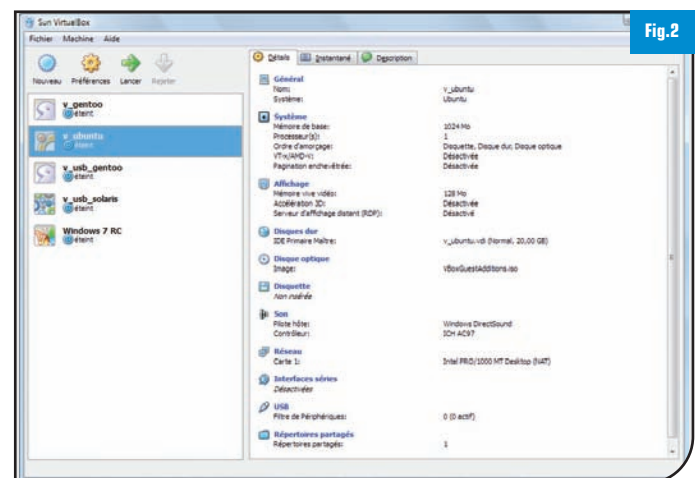 Fig.2
Sun VirtualBox
Fichier Machine Aide
Nouveau Préférences Lancer Rejeter
v_gentoo
éteint
v_ubuntu
éteint
v_usb_gentoo
éteint
v_usb_solaris
éteint
Windows 7 RC
éteint
Détails Instantané Description
Général
Nom: v_ubuntu
Système: Ubuntu
Système
Mémoire de base: 1024 Mo
Processeur(s): 1
Ordre d'amorçage: Disquette, Disque dur, Disque optique
VT-x/AMD-V: Désactivée
Pagination enchevêtrée: Désactivée
Affichage
Mémoire vive vidéo: 128 Mo
Accélération 3D: Désactivée
Serveur d'affichage distant (RDP): Désactivé
Disques dur
IDE Primaire Maître: v_ubuntu.vdi (Normal, 20,00 GB)
Disque optique
Image: VBoxGuestAdditions.iso
Disquette
Non insérée
Son
Pilote hôte: Windows DirectSound
Contrôleur: ICH AC97
Réseau
Carte 1: Intel PRO/1000 MT Desktop (NAT)
Interfaces séries
Désactivées
USB
Filtre de Périphériques: 0 (0 actif)
Répertoires partagés
Répertoires partagés: 1